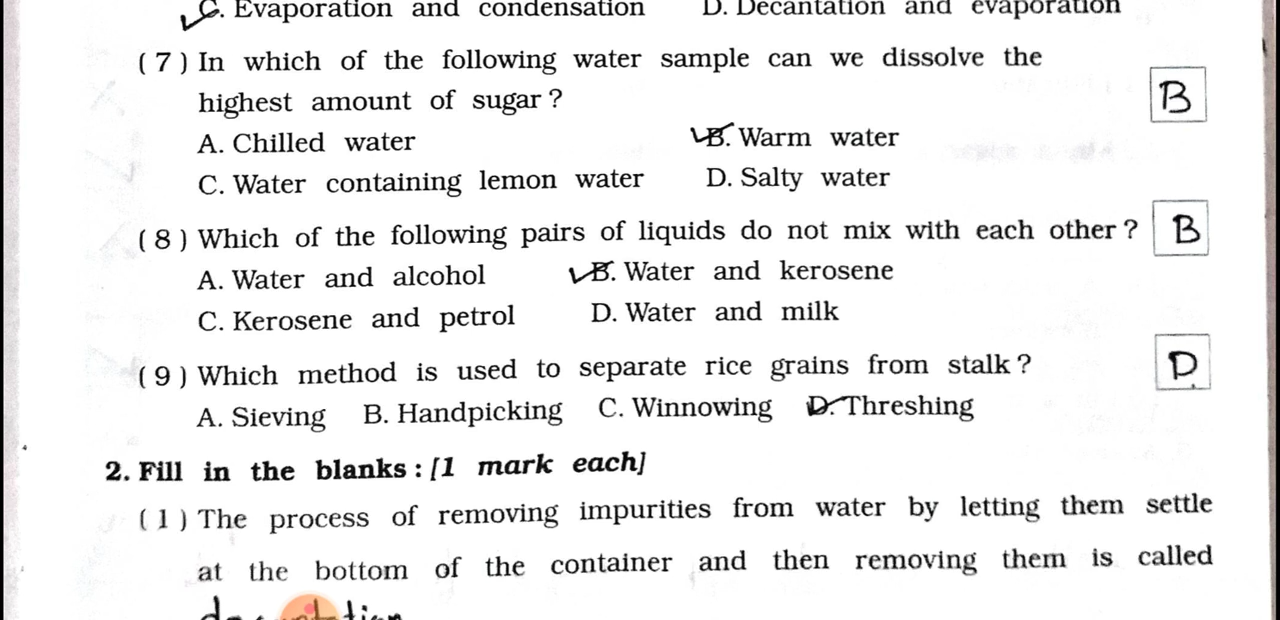 C. Evaporation and condensation D. Decantation and evaporation
(7) In which of the following water sample can we dissolve the
highest amount of sugar? B
A. Chilled water B. Warm water
C. Water containing lemon water D. Salty water
(8) Which of the following pairs of liquids do not mix with each other? B
A. Water and alcohol B. Water and kerosene
C. Kerosene and petrol D. Water and milk
(9) Which method is used to separate rice grains from stalk? D
A. Sieving B. Handpicking C. Winnowing D. Threshing
2. Fill in the blanks: [1 mark each]
(1) The process of removing impurities from water by letting them settle
at the bottom of the container and then removing them is called